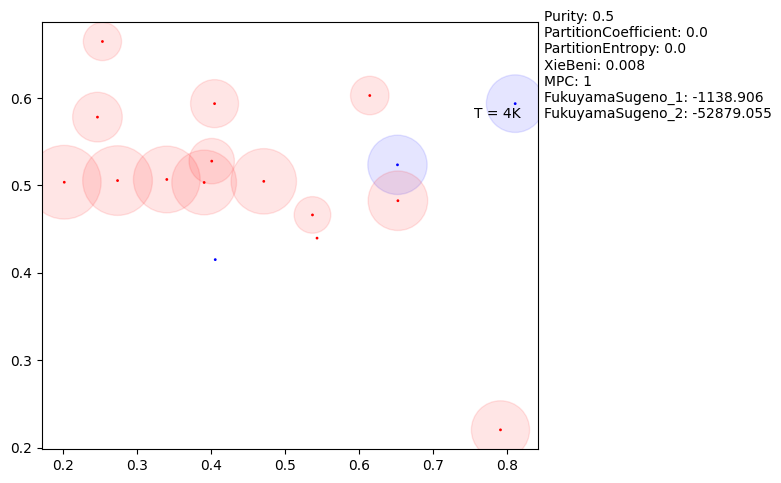 Purity: 0.5
PartitionCoefficient: 0.0
PartitionEntropy: 0.0
XieBeni: 0.008
MPC: 1
FukuyamaSugeno_1: -1138.906
FukuyamaSugeno_2: -52879.055
T = 4K
0.6
0.5
0.4
0.3
0.2
0.2 0.3 0.4 0.5 0.6 0.7 0.8